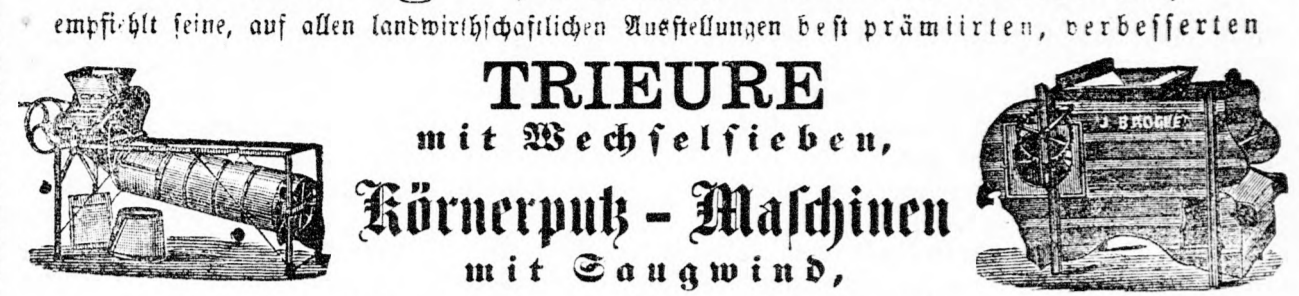 empfiehlt seine, auf allen landwirthschaftlichen Ausstellungen best prämiirten, verbesserten
TRIEURE
mit Wechselsieben,
J. BROGLE
Körnerputz - Maschinen
mit Saugwind,